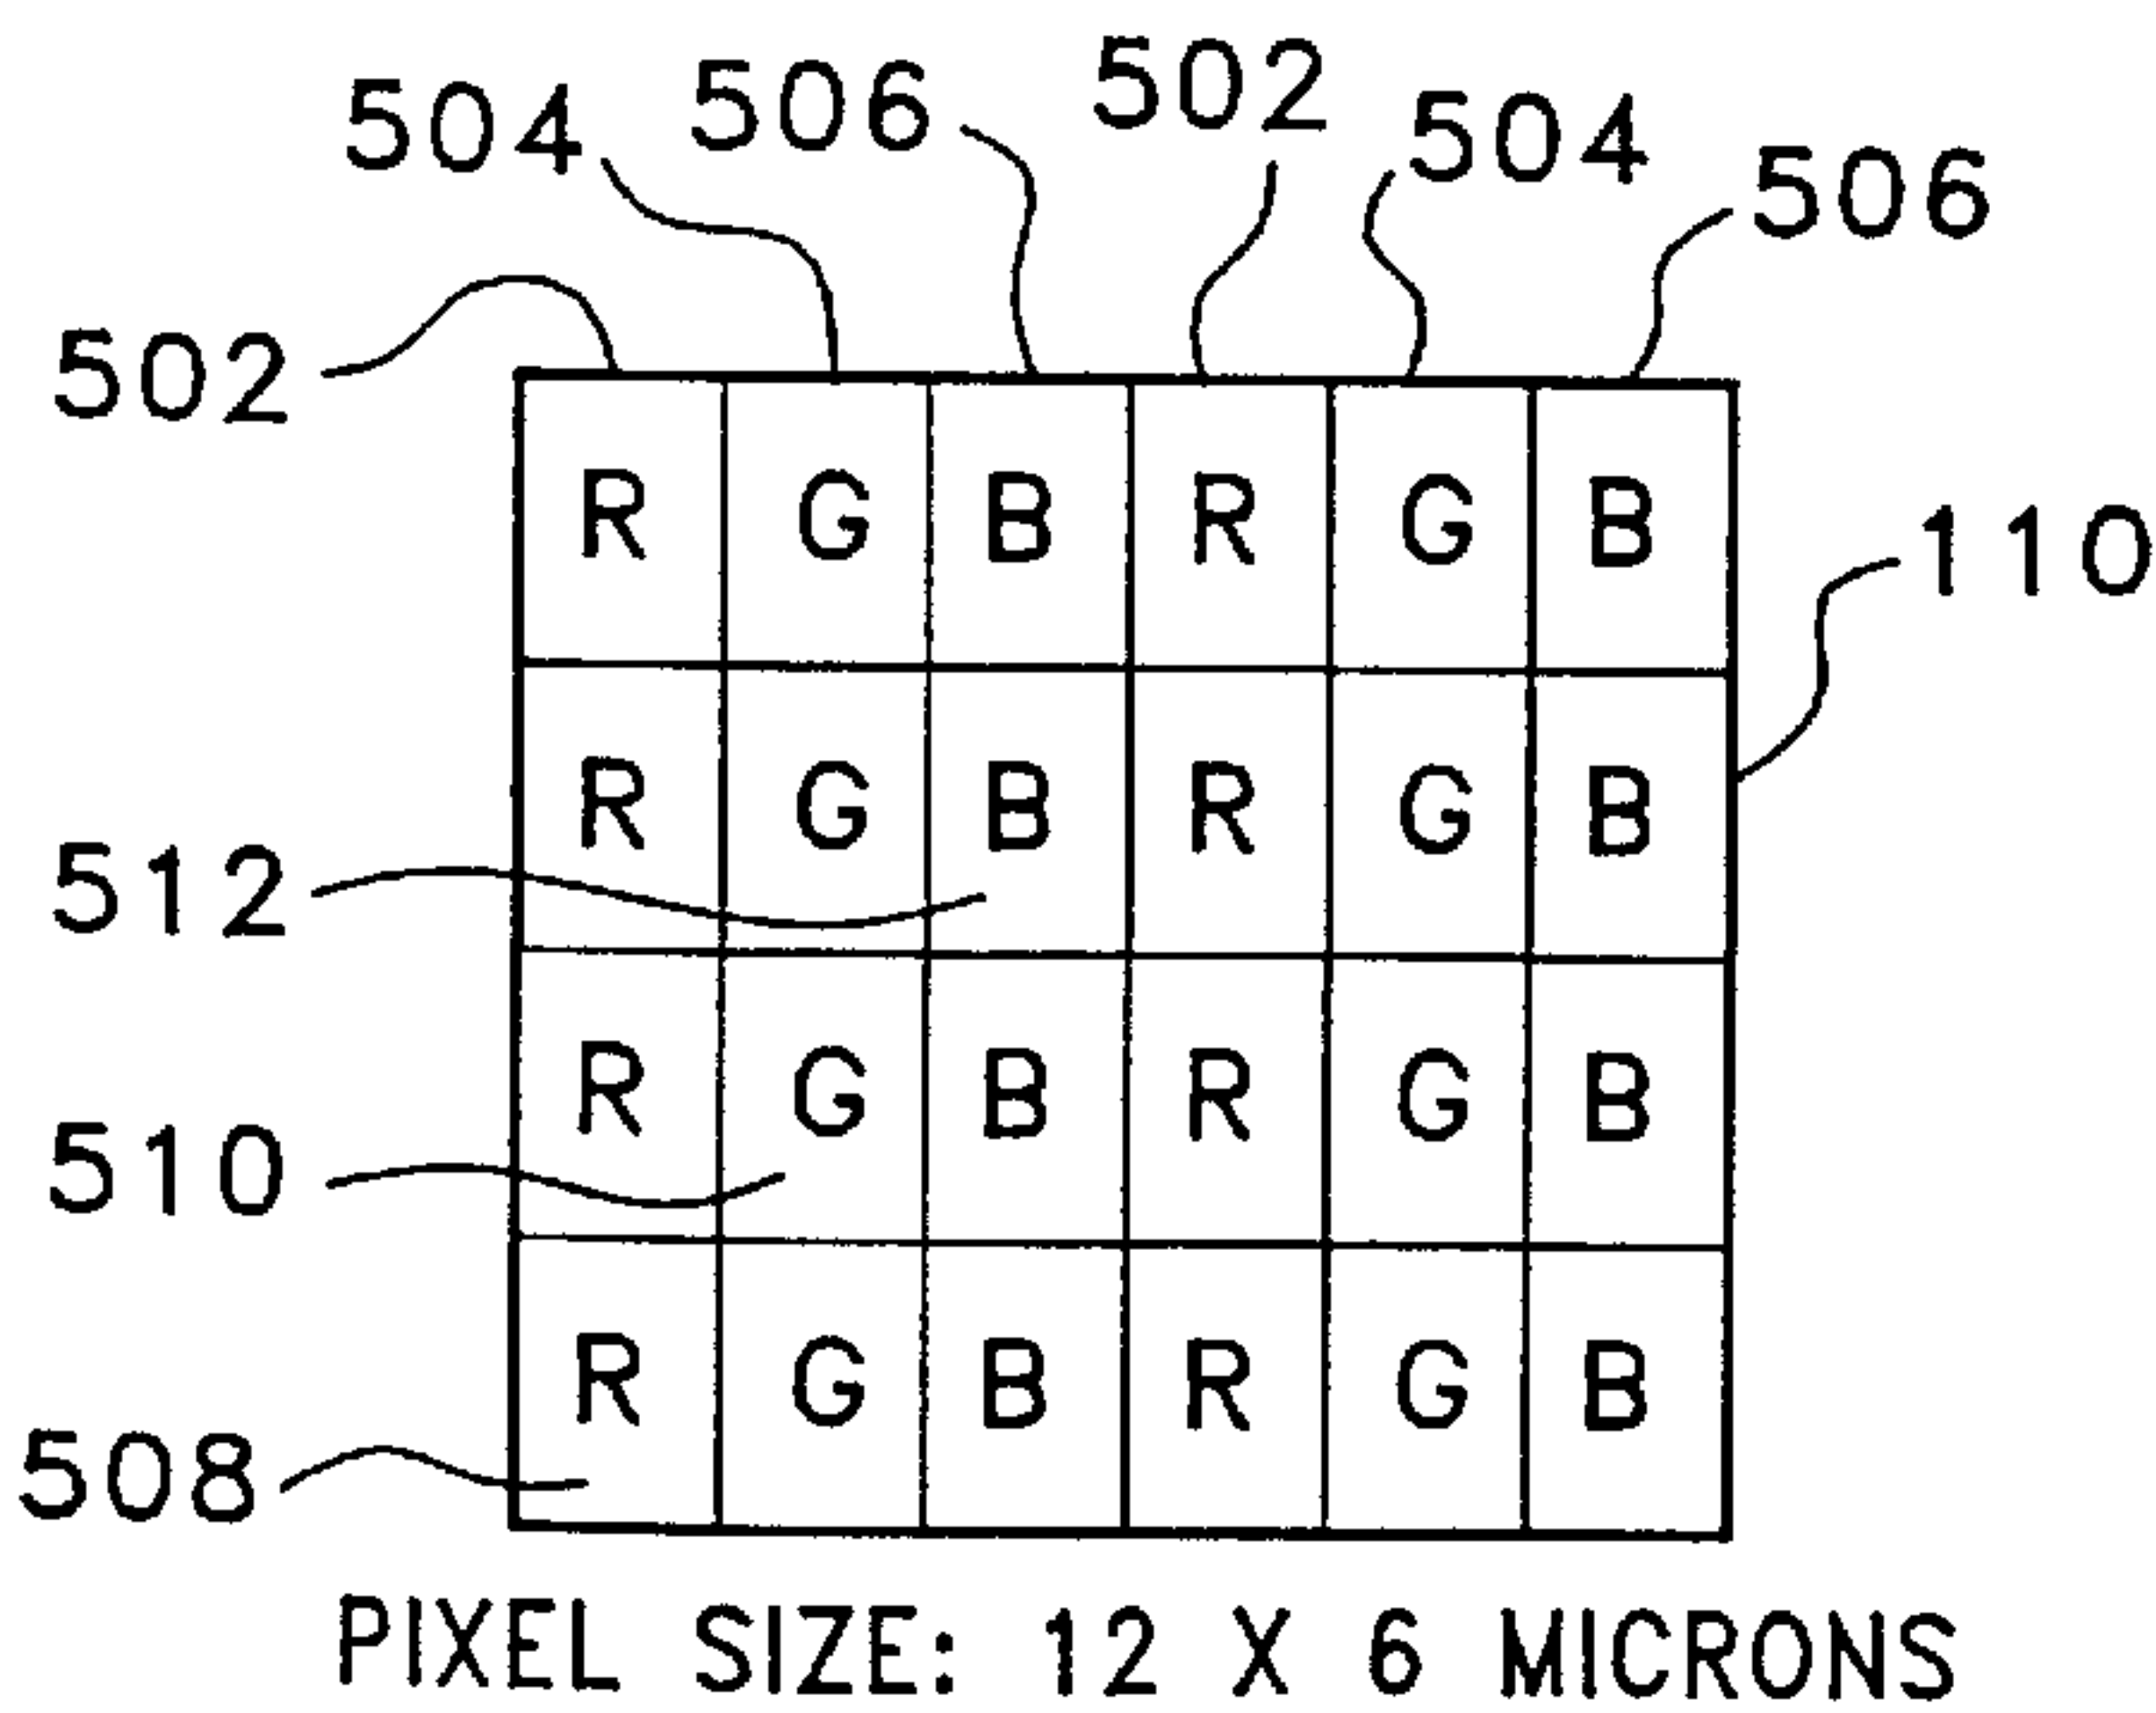 504 506 502 504 506
502
R G B R G B
110
R G B R G B
512
R G B R G B
510
R G B R G B
508
PIXEL SIZE: 12 X 6 MICRONS